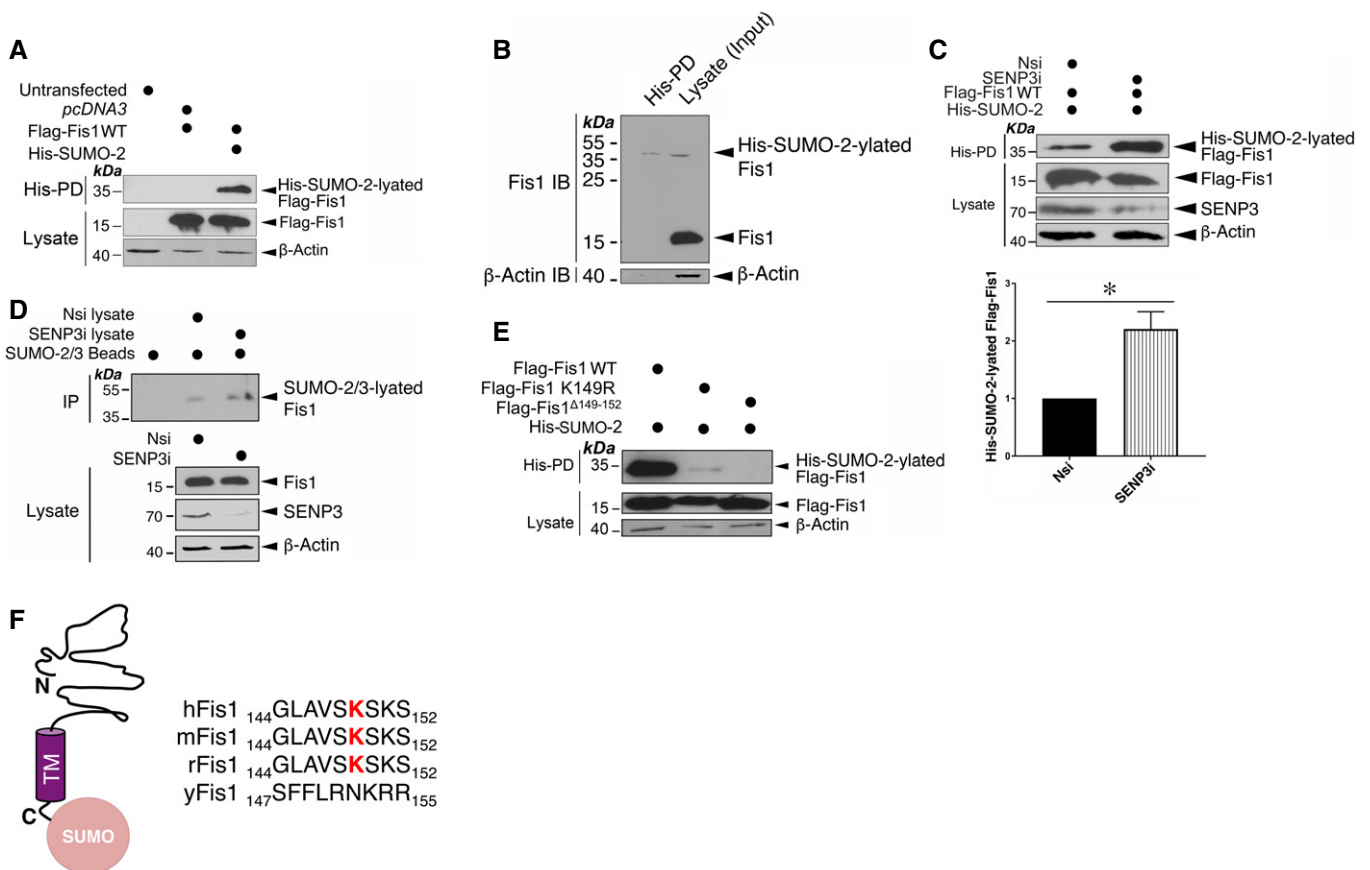 A
Untransfected
pcDNA3
Flag-Fis1 WT
His-SUMO-2
kDa
His-PD
35
His-SUMO-2-lyated
Flag-Fis1
Lysate
15
Flag-Fis1
40
β-Actin
B
His-PD
Lysate (Input)
kDa
55
35
25
15
Fis1 IB
His-SUMO-2-ylated
Fis1
Fis1
β-Actin IB
40
β-Actin
C
Nsi
SENP3i
Flag-Fis1 WT
His-SUMO-2
KDa
His-PD
35
His-SUMO-2-lyated
Flag-Fis1
15
Flag-Fis1
Lysate
70
SENP3
40
β-Actin
His-SUMO-2-lyated Flag-Fis1
3
2
1
0
*
Nsi
SENP3i
D
Nsi lysate
SENP3i lysate
SUMO-2/3 Beads
kDa
IP
55
35
SUMO-2/3-lyated
Fis1
Nsi
SENP3i
15
Fis1
Lysate
70
SENP3
40
β-Actin
E
Flag-Fis1 WT
Flag-Fis1 K149R
Flag-Fis1Δ149-152
His-SUMO-2
kDa
His-PD
35
His-SUMO-2-ylated
Flag-Fis1
15
Flag-Fis1
Lysate
40
β-Actin
F
N
TM
C
SUMO
hFis1 144GLAVSKSKS152
mFis1 144GLAVSKSKS152
rFis1 144GLAVSKSKS152
yFis1 147SFFLRNKRR155